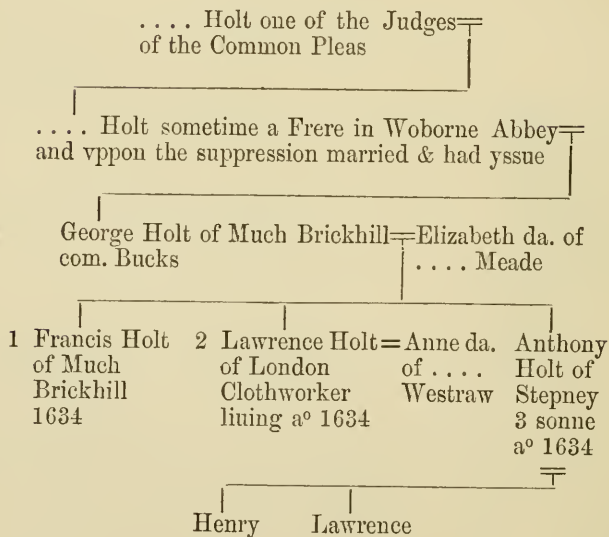 .... Holt one of the Judges
of the Common Pleas
.... Holt sometime a Frere in Woborne Abbey
and vppon the suppression married & had yssue
George Holt of Much Brickhill
com. Bucks
Elizabeth da. of
.... Meade
1 Francis Holt
of Much
Brickhill
1634
2 Lawrence Holt=
of London
Clothworker
liuing aº 1634
Anne da.
of ....
Westraw
Anthony
Holt of
Stepney
3 sonne
aº 1634
Henry
Lawrence